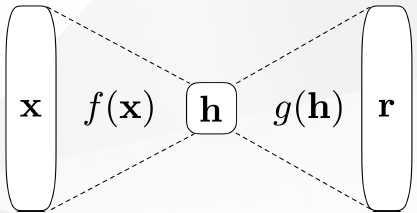 x f(x) h g(h) r